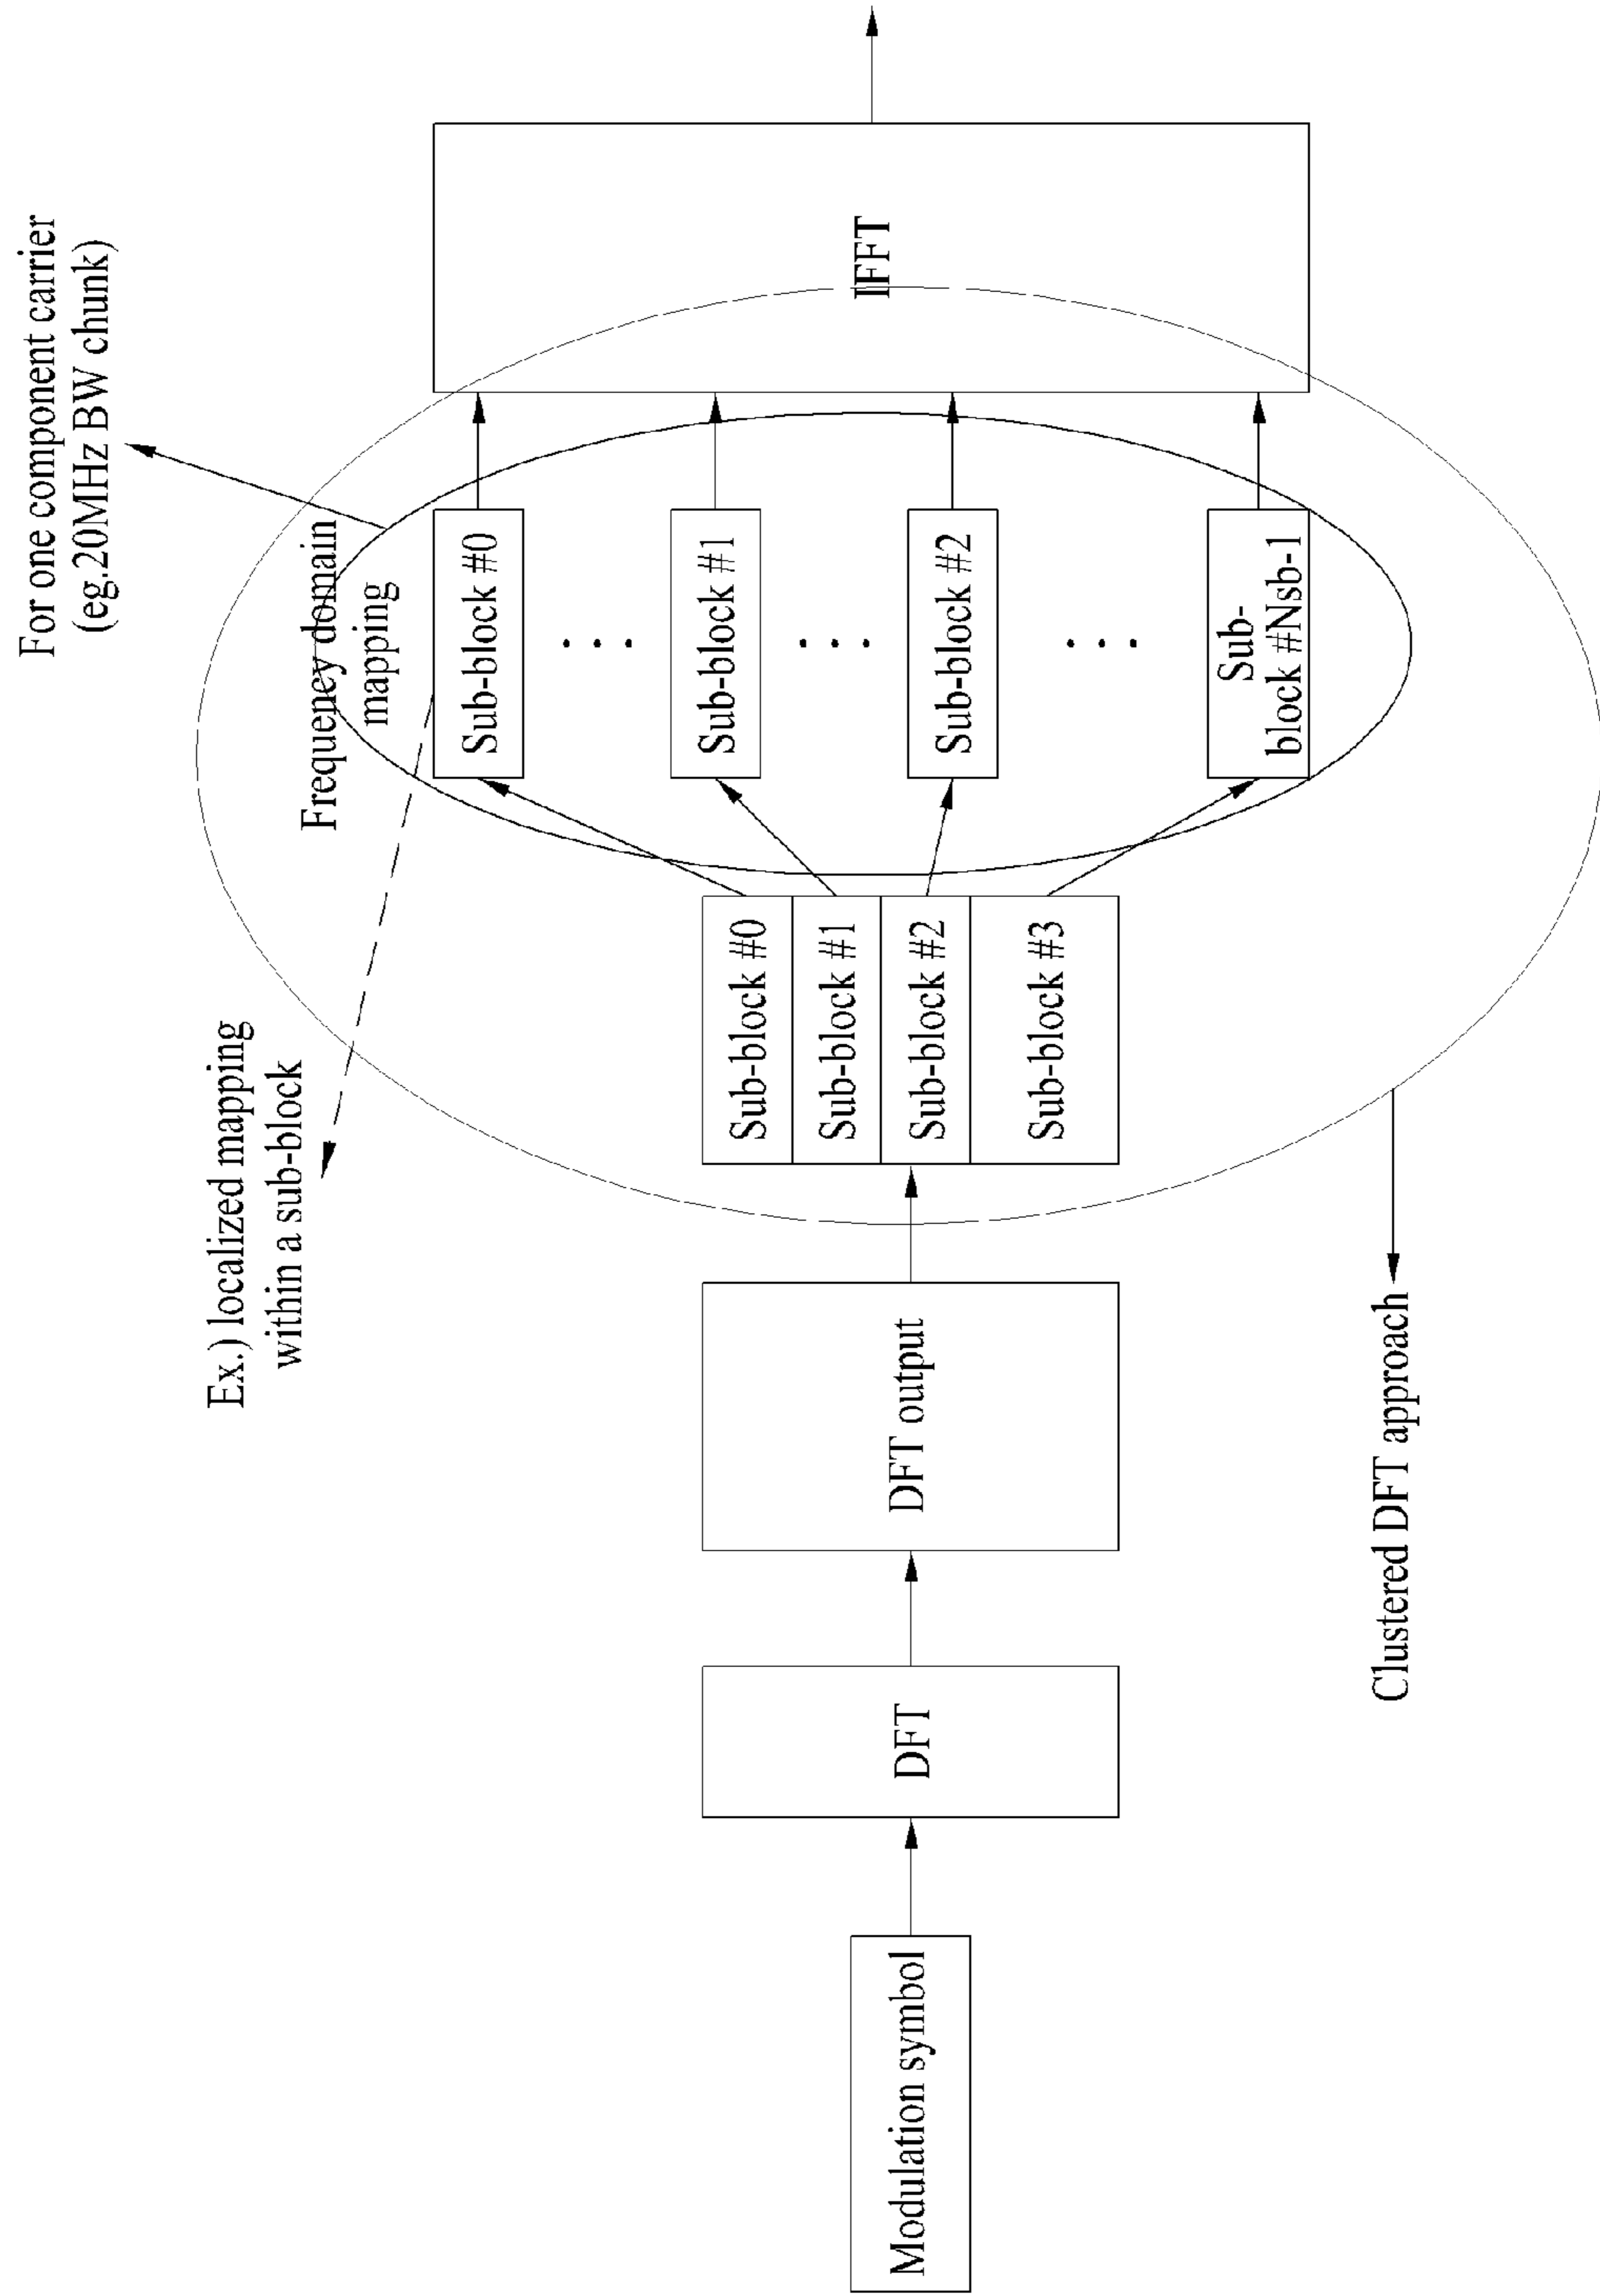 Modulation symbol
DFT
DFT output
Sub-block #0
Sub-block #1
Sub-block #2
Sub-block #3
Ex.) localized mapping
within a sub-block
Frequency domain
mapping
Sub-block #0
Sub-block #1
Sub-block #2
Sub-
block #Nsb-1
For one component carrier
(eg.20MHz BW chunk)
IFFT
Clustered DFT approach